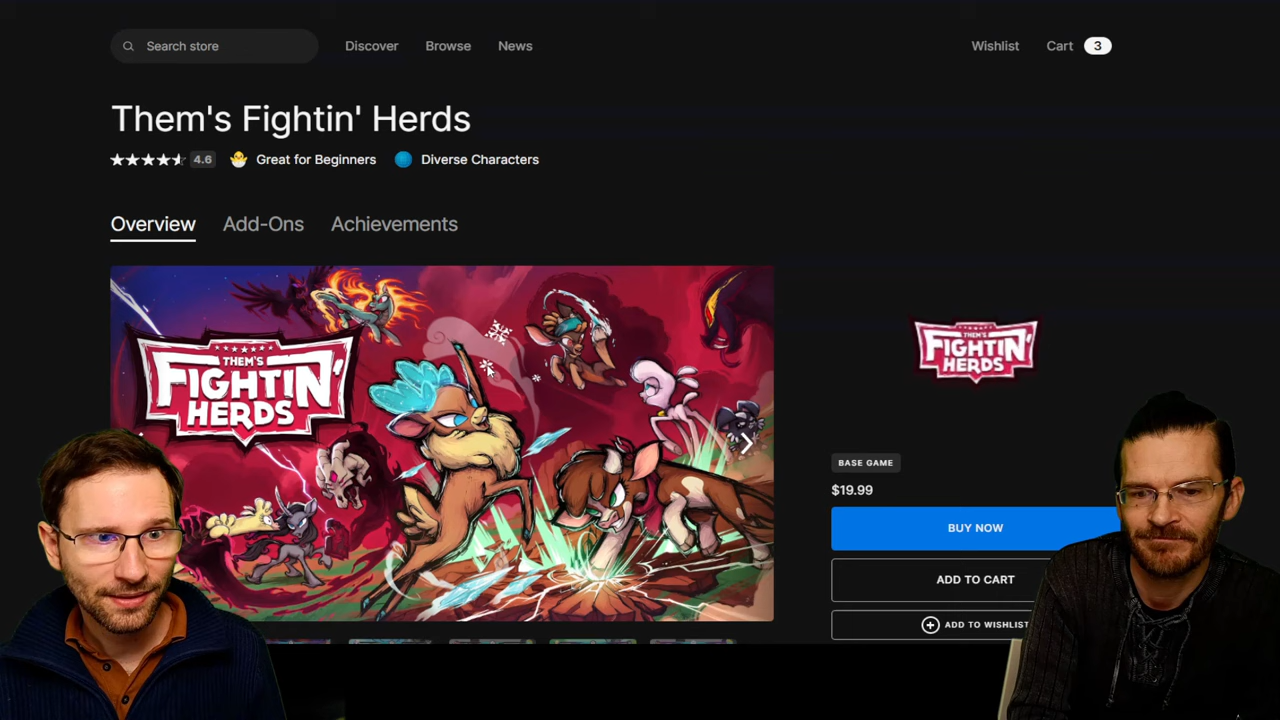 Search store
Discover
Browse
News
Wishlist
Cart
3
Them's Fightin' Herds
4.6
Great for Beginners
Diverse Characters
Overview
Add-Ons
Achievements
THEM'S
FIGHTIN'
HERDS
THEM'S
FIGHTIN'
HERDS
BASE GAME
$19.99
BUY NOW
ADD TO CART
ADD TO WISHLIST